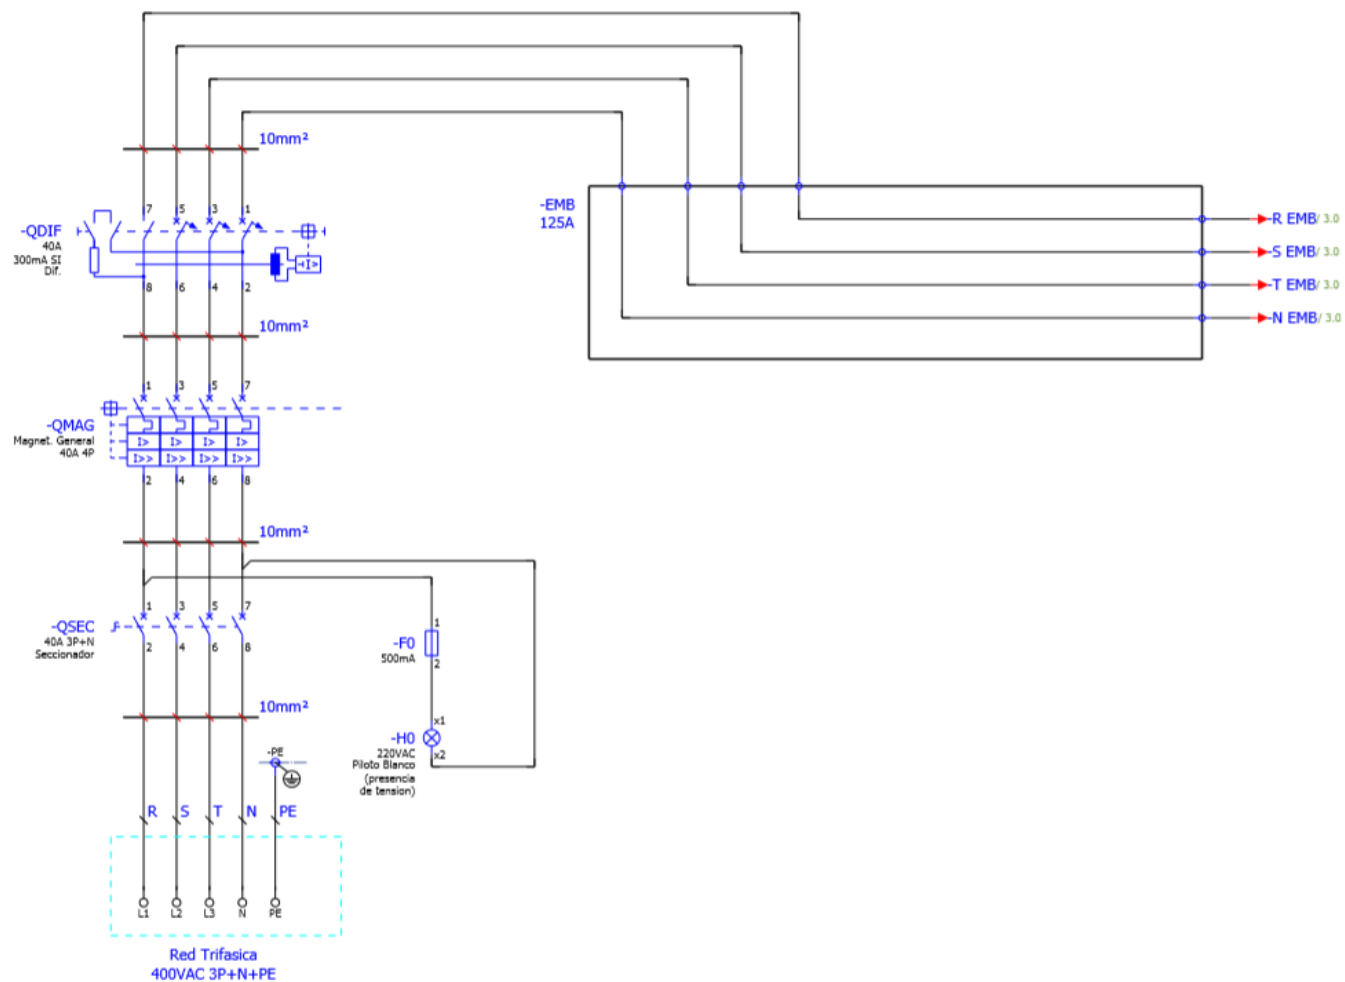 10mm²
-EMB
125A
-R EMB/ 3.0
-S EMB/ 3.0
-T EMB/ 3.0
-N EMB/ 3.0
7 5 3 1
-QDIF
40A
300mA SI
Dif.
I>
8 6 4 2
10mm²
1 3 5 7
-QMAG
Magnet. General
40A 4P
I> I> I> I>
I>> I>> I>> I>>
2 4 6 8
10mm²
1 3 5 7
-QSEC
40A 3P+N
Seccionador
2 4 6 8
1
-F0
500mA
2
10mm²
x1
-H0
220VAC
Piloto Blanco
(presencia
de tension)
x2
-PE
R S T N PE
L1 L2 L3 N PE
Red Trifasica
400VAC 3P+N+PE